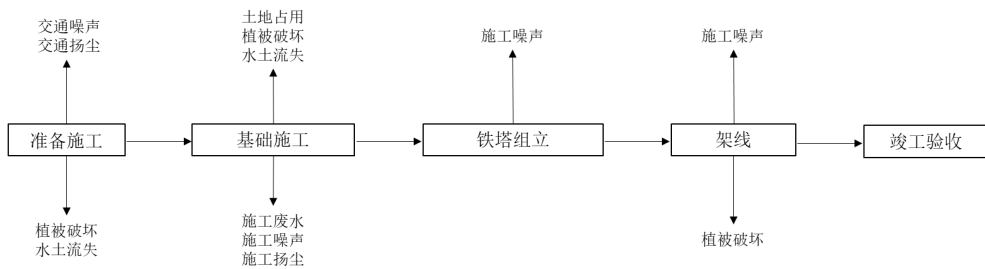 交通噪声
交通扬尘
土地占用
植被破坏
水土流失
施工噪声
施工噪声
准备施工
基础施工
铁塔组立
架线
竣工验收
植被破坏
水土流失
施工废水
施工噪声
施工扬尘
植被破坏